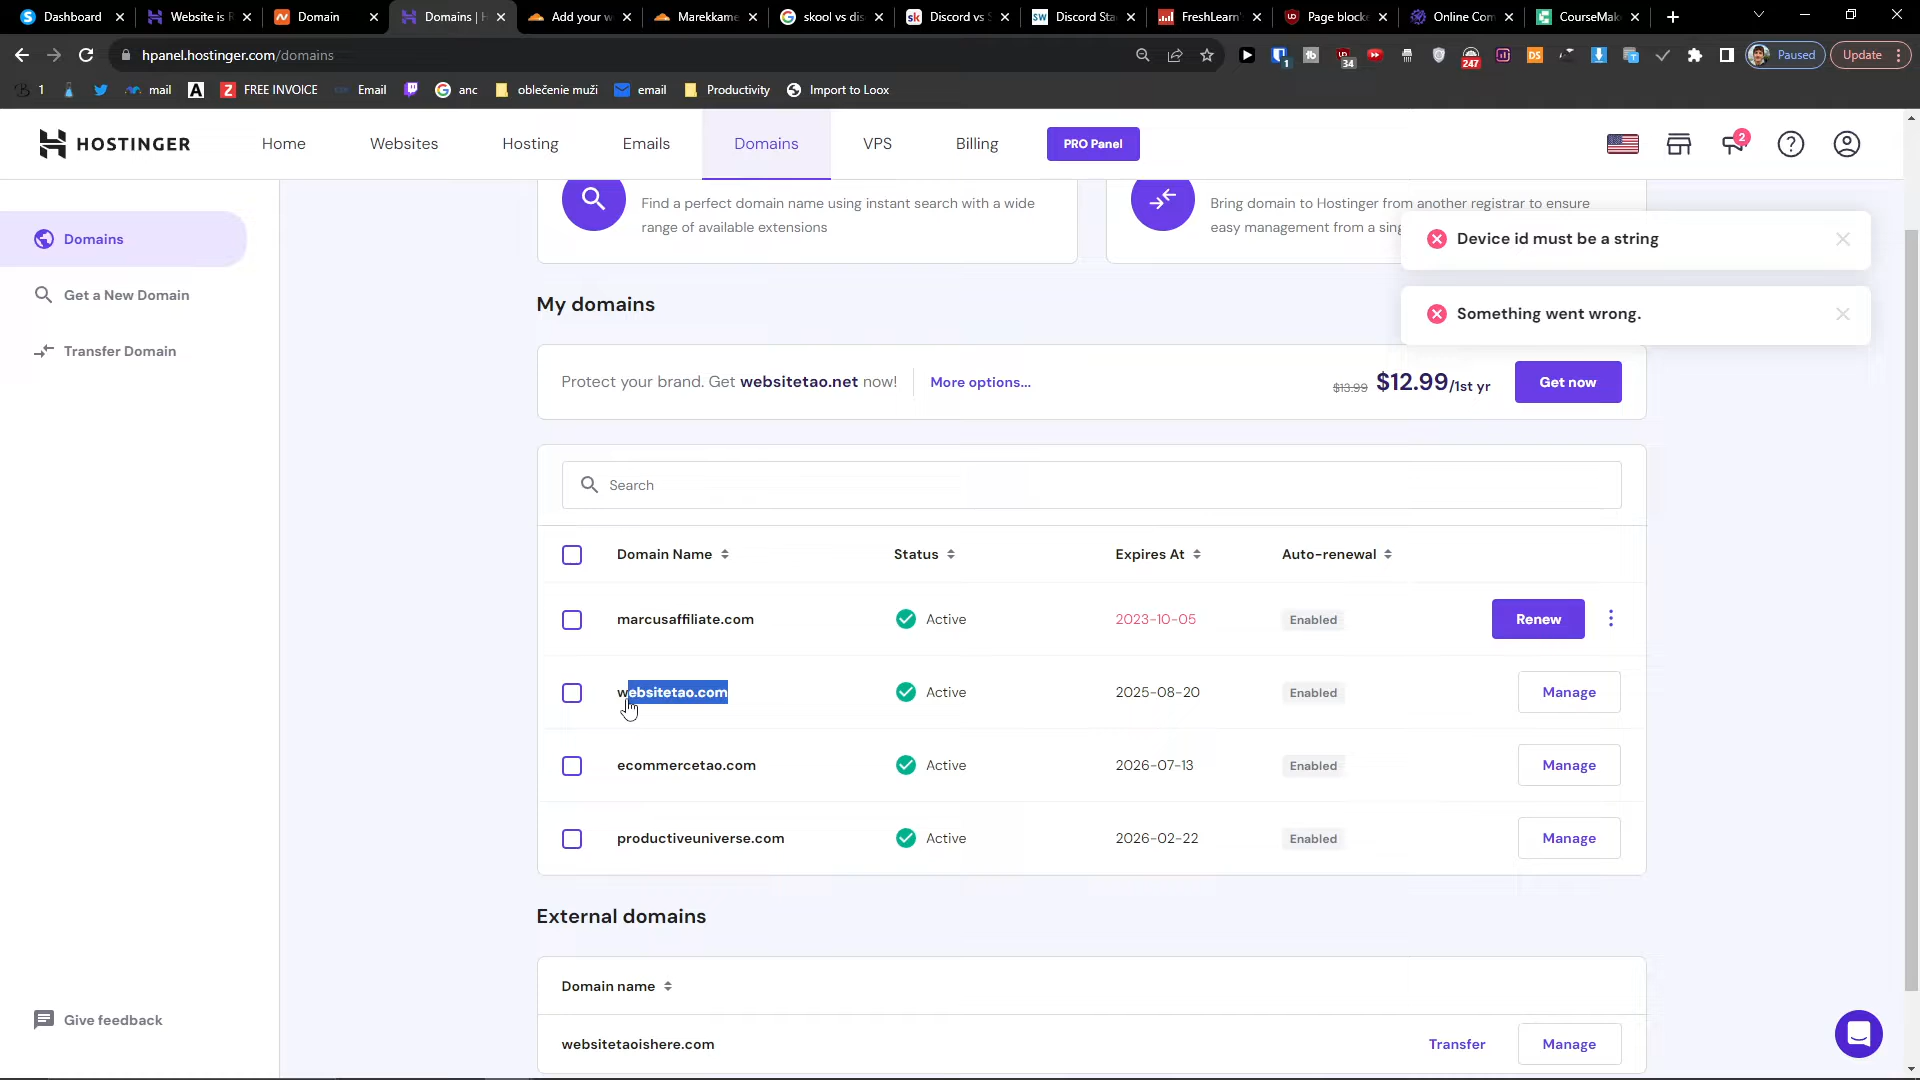 Dashboard
Website is R
Domain
Domains | H
Add your w
Marekkame
skool vs dis
Discord vs S
Discord Sta
FreshLearn'
Page blocke
Online Com
CourseMak
hpanel.hostinger.com/domains
1
34
247
DS
Paused
Update
1
mail
FREE INVOICE
Email
anc
oblečenie muži
email
Productivity
Import to Loox
HOSTINGER
Home
Websites
Hosting
Emails
Domains
VPS
Billing
PRO Panel
2
Domains
Get a New Domain
Transfer Domain
Find a perfect domain name using instant search with a wide
range of available extensions
Bring domain to Hostinger from another registrar to ensure
easy management from a sing
Device id must be a string
Something went wrong.
My domains
Protect your brand. Get websitetao.net now!
More options...
$13.99 $12.99/1st yr
Get now
Search
Domain Name
Status
Expires At
Auto-renewal
marcusaffiliate.com
Active
2023-10-05
Enabled
Renew
websitetao.com
Active
2025-08-20
Enabled
Manage
ecommercetao.com
Active
2026-07-13
Enabled
Manage
productiveuniverse.com
Active
2026-02-22
Enabled
Manage
External domains
Domain name
websitetaoishere.com
Transfer
Manage
Give feedback